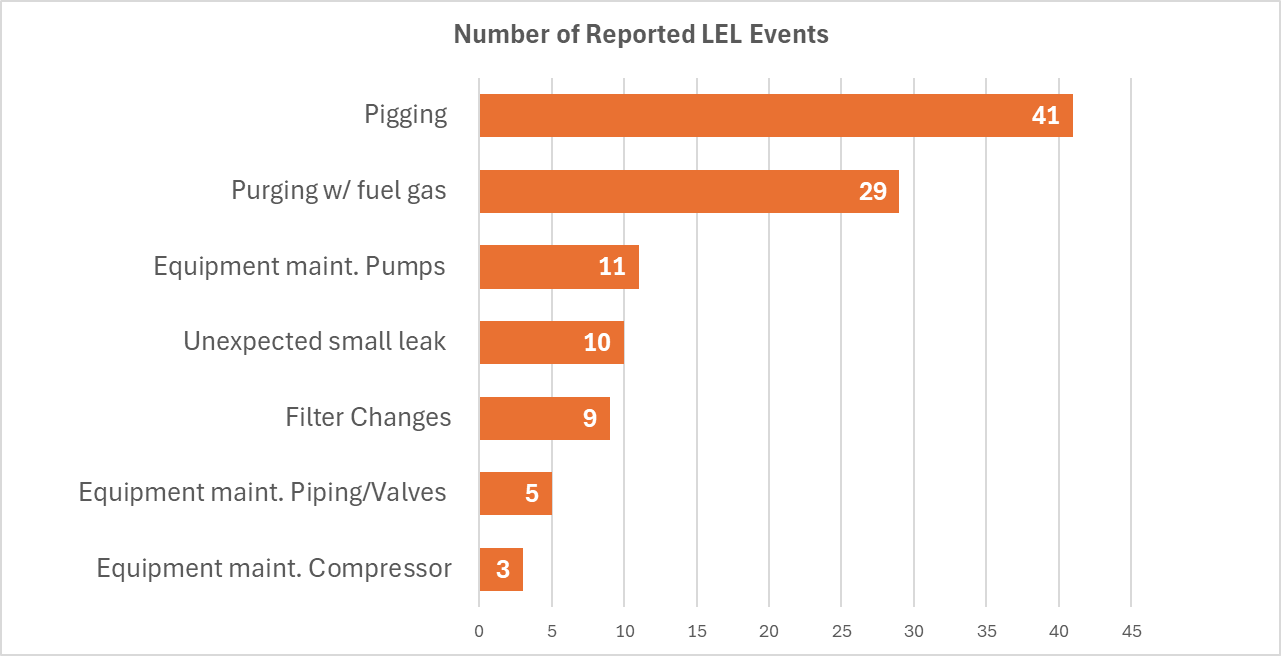 Number of Reported LEL Events
Pigging 41
Purging w/ fuel gas 29
Equipment maint. Pumps 11
Unexpected small leak 10
Filter Changes 9
Equipment maint. Piping/Valves 5
Equipment maint. Compressor 3
0 5 10 15 20 25 30 35 40 45